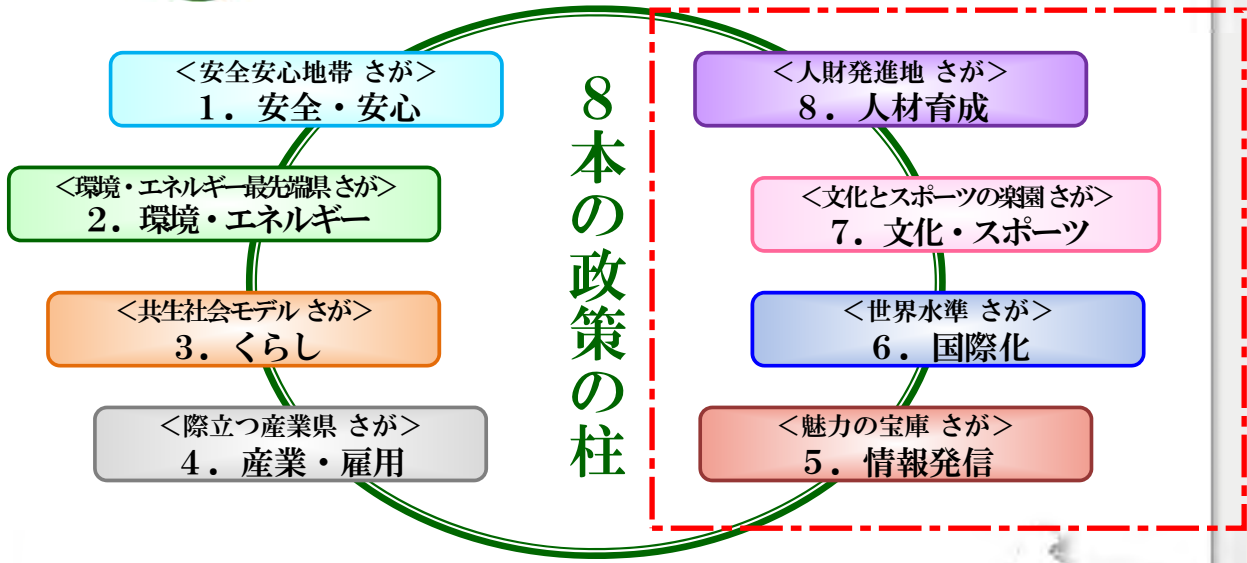 8本の政策の柱
＜安全安心地帯 さが＞
1．安全・安心
＜環境・エネルギー最先端県 さが＞
2．環境・エネルギー
＜共生社会モデル さが＞
3．くらし
＜際立つ産業県 さが＞
4．産業・雇用
＜人財発進地 さが＞
8．人材育成
＜文化とスポーツの楽園 さが＞
7．文化・スポーツ
＜世界水準 さが＞
6．国際化
＜魅力の宝庫 さが＞
5．情報発信